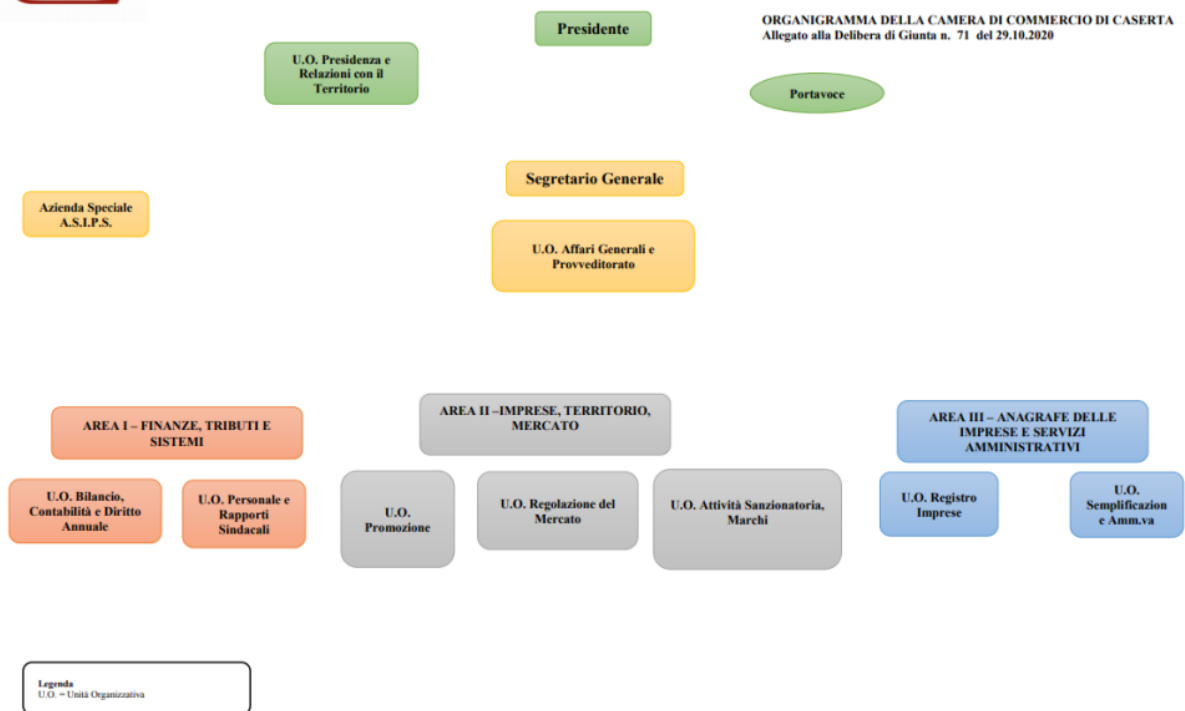 Presidente
ORGANIGRAMMA DELLA CAMERA DI COMMERCIO DI CASERTA
Allegato alla Delibera di Giunta n. 71 del 29.10.2020
U.O. Presidenza e
Relazioni con il
Territorio
Portavoce
Segretario Generale
Azienda Speciale
A.S.I.P.S.
U.O. Affari Generali e
Provveditorato
AREA I – FINANZE, TRIBUTI E
SISTEMI
AREA II –IMPRESE, TERRITORIO,
MERCATO
AREA III – ANAGRAFE DELLE
IMPRESE E SERVIZI
AMMINISTRATIVI
U.O. Bilancio,
Contabilità e Diritto
Annuale
U.O. Personale e
Rapporti
Sindacali
U.O.
Promozione
U.O. Regolazione del
Mercato
U.O. Attività Sanzionatoria,
Marchi
U.O. Registro
Imprese
U.O.
Semplificazion
e Amm.va
Legenda
U.O. = Unità Organizzativa